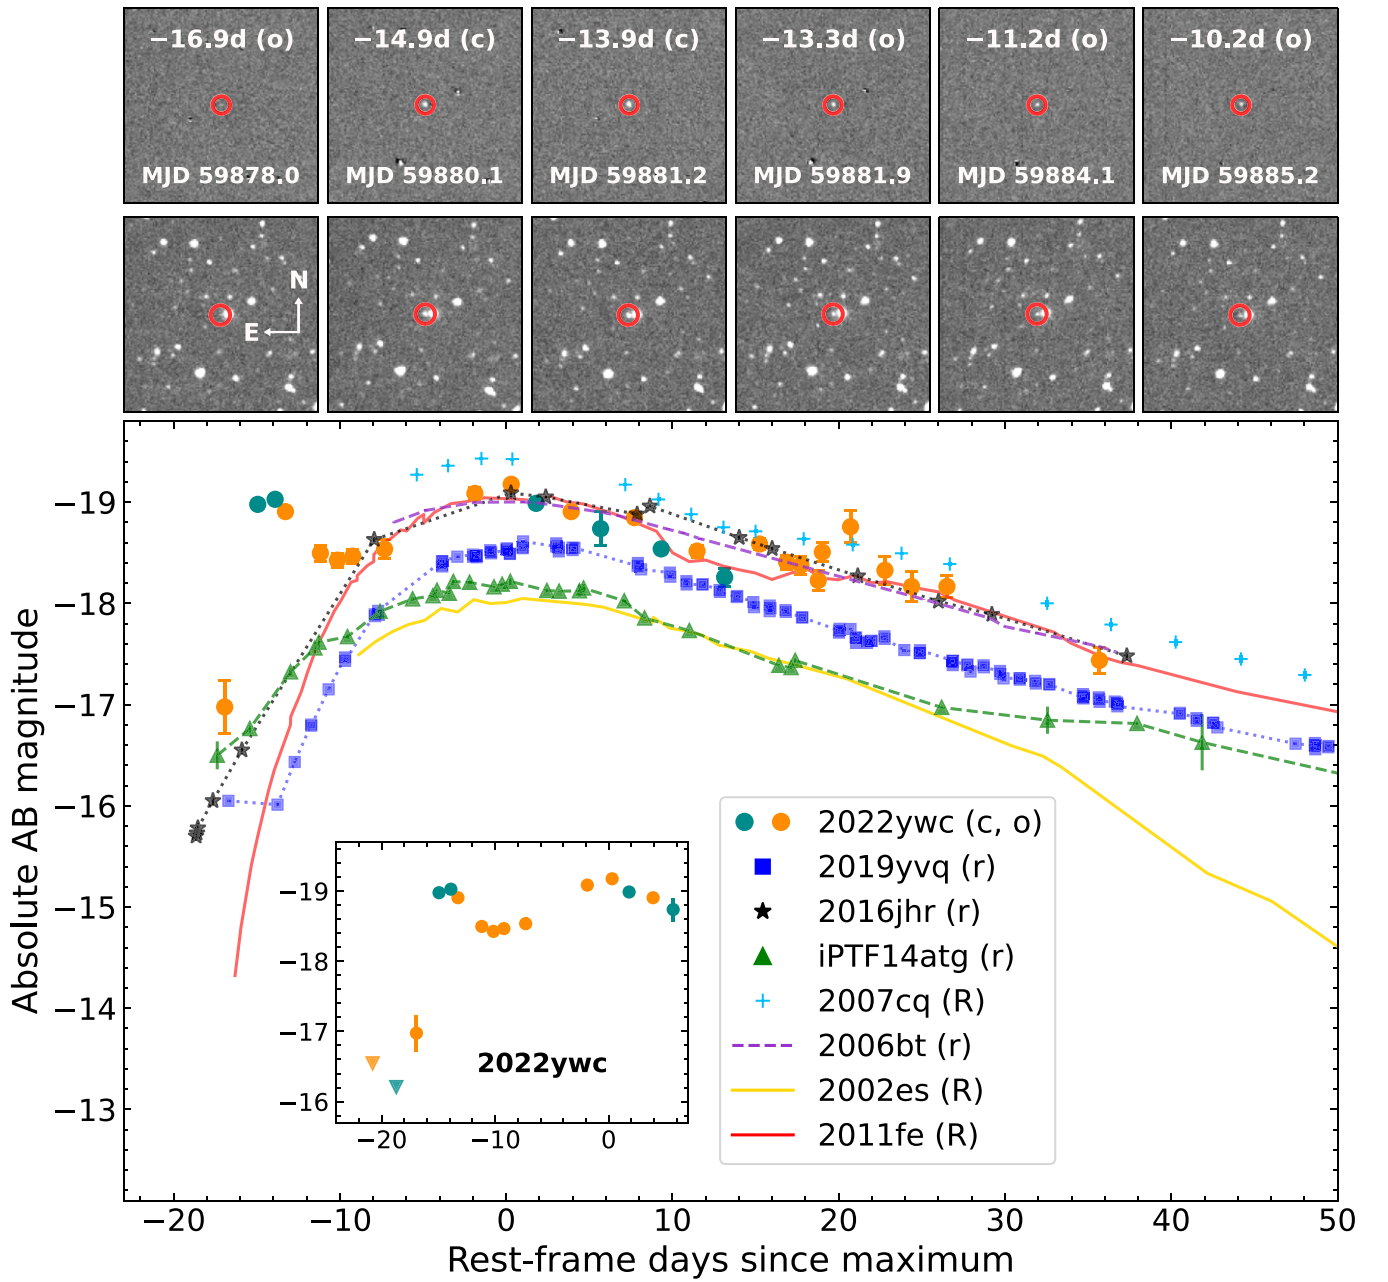 −16.9d (o)
−14.9d (c)
−13.9d (c)
−13.3d (o)
−11.2d (o)
−10.2d (o)
MJD 59878.0
MJD 59880.1
MJD 59881.2
MJD 59881.9
MJD 59884.1
MJD 59885.2
N
E
−19
−18
−17
−16
−15
−14
−13
Absolute AB magnitude
−19
−18
−17
−16
2022ywc
−20
−10
0
2022ywc (c, o)
2019yvq (r)
2016jhr (r)
iPTF14atg (r)
2007cq (R)
2006bt (r)
2002es (R)
2011fe (R)
−20
−10
0
10
20
30
40
50
Rest-frame days since maximum